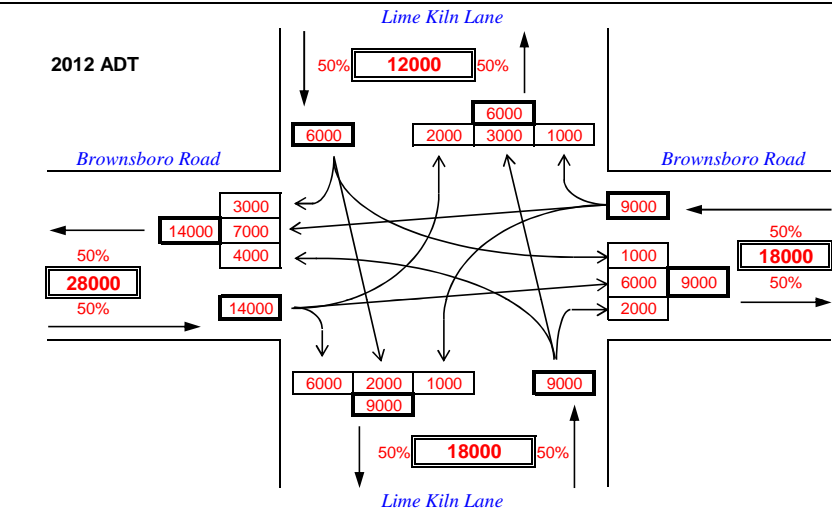 Lime Kiln Lane
2012 ADT
50% 12000 50%
6000
6000 2000 3000 1000
Brownsboro Road Brownsboro Road
3000 9000
14000 7000 50%
50% 4000 1000 18000
28000 6000 9000 50%
50% 14000 2000
6000 2000 1000 9000
9000
50% 18000 50%
Lime Kiln Lane